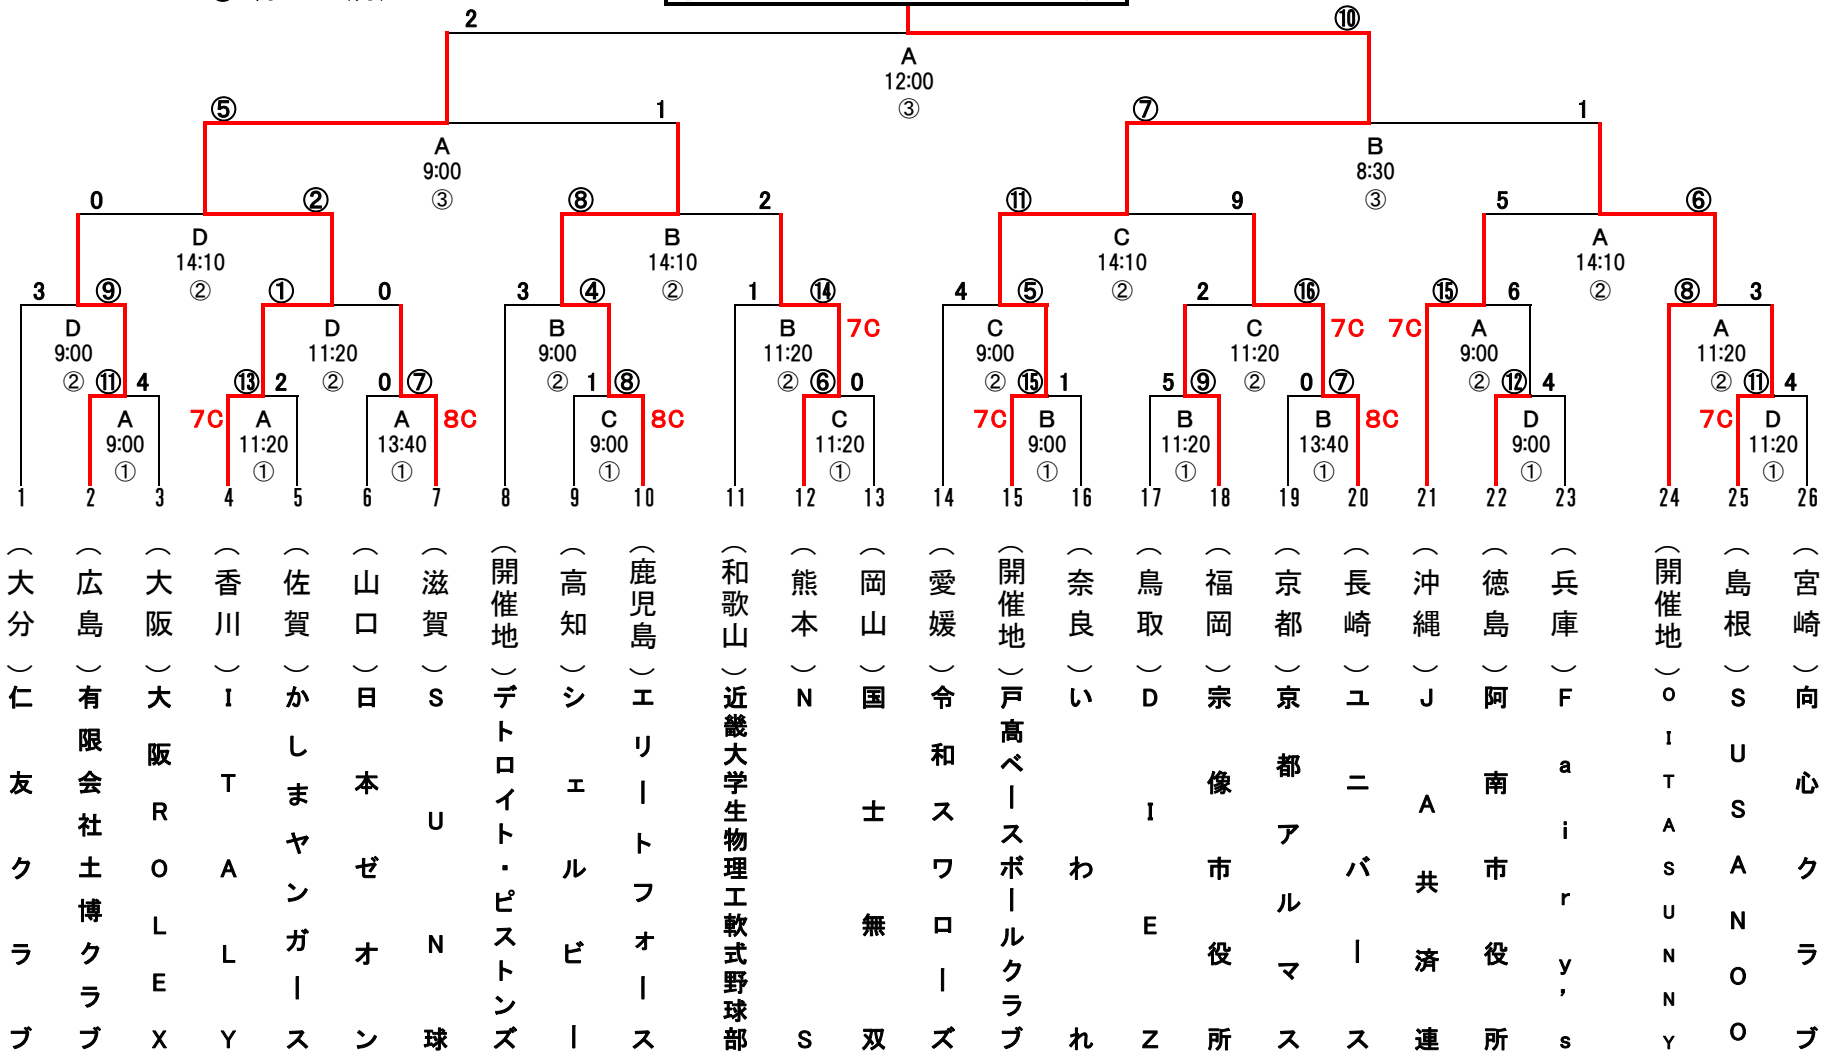 2 ⑩
A
12:00
③
⑤ 1 ⑦ 1
A B
9:00 8:30
③ ③
0 ② ⑧ 2 ⑪ 9 5 ⑥
D B C A
14:10 14:10 14:10 14:10
② ② ② ②
3 ⑨ ① 0 3 ④ 1 ⑭ 4 ⑤ 2 ⑯ ⑮ 6 ⑧ 3
7C 7C 7C
D D B B C C A A
9:00 11:20 9:00 11:20 9:00 11:20 9:00 11:20
② ② ② ② ② ② ② ②
⑪ 4 ⑬ 2 0 ⑦ 1 ⑧ ⑥ 0 ⑮ 1 5 ⑨ 0 ⑦ ⑫ 4 ⑪ 4
7C 8C 8C 7C 8C 7C
A A A C C B B B D D
9:00 11:20 13:40 9:00 11:20 9:00 11:20 13:40 9:00 11:20
① ① ① ① ① ① ① ① ① ①
1 2 3 4 5 6 7 8 9 10 11 12 13 14 15 16 17 18 19 20 21 22 23 24 25 26
(大分)仁友クラブ
(広島)有限会社土博クラブ
(大阪)大阪ROLEX
(香川)ITALY
(佐賀)かしまヤンガース
(山口)日本ゼオン
(滋賀)SUN球
(開催地)デトロイト・ピストンズ
(高知)シェルビー
(鹿児島)エリートフォース
(和歌山)近畿大学生物理工軟式野球部
(熊本)NS
(岡山)国士無双
(愛媛)令和スワローズ
(開催地)戸高ベースボールクラブ
(奈良)いわれ
(鳥取)DIEZ
(福岡)宗像市役所
(京都)京都アルマス
(長崎)ユニバース
(沖縄)JA共済連
(徳島)阿南市役所
(兵庫)Fairy's
(開催地)OITASUNNY
(島根)SUSANOO
(宮崎)向心クラブ